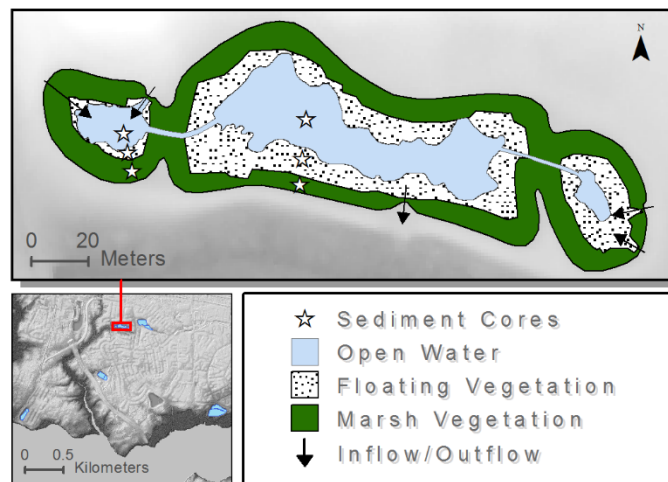 N
0 20
Meters
0 0.5
Kilometers
Sediment Cores
Open Water
Floating Vegetation
Marsh Vegetation
Inflow/Outflow